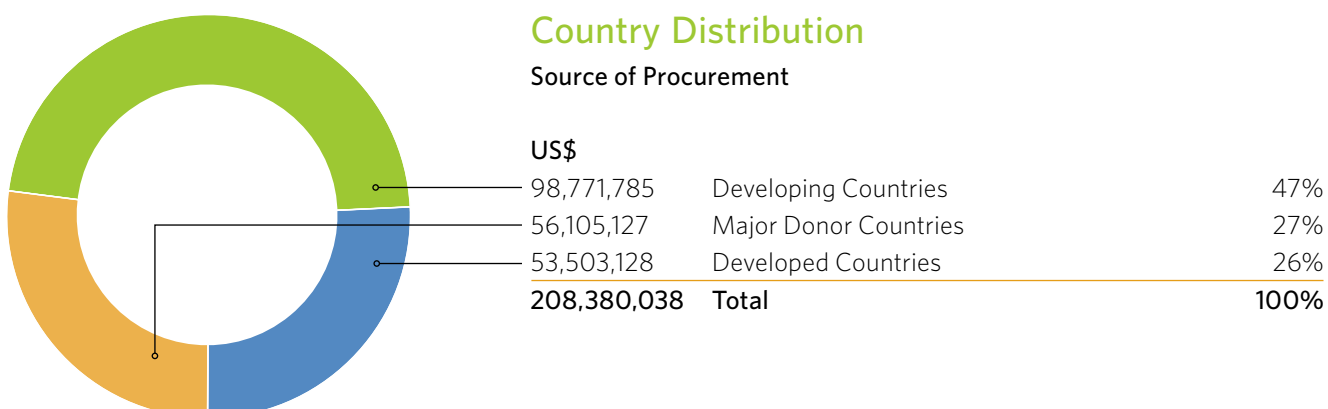 Country Distribution
Source of Procurement
US$
98,771,785 Developing Countries 47%
56,105,127 Major Donor Countries 27%
53,503,128 Developed Countries 26%
208,380,038 Total 100%